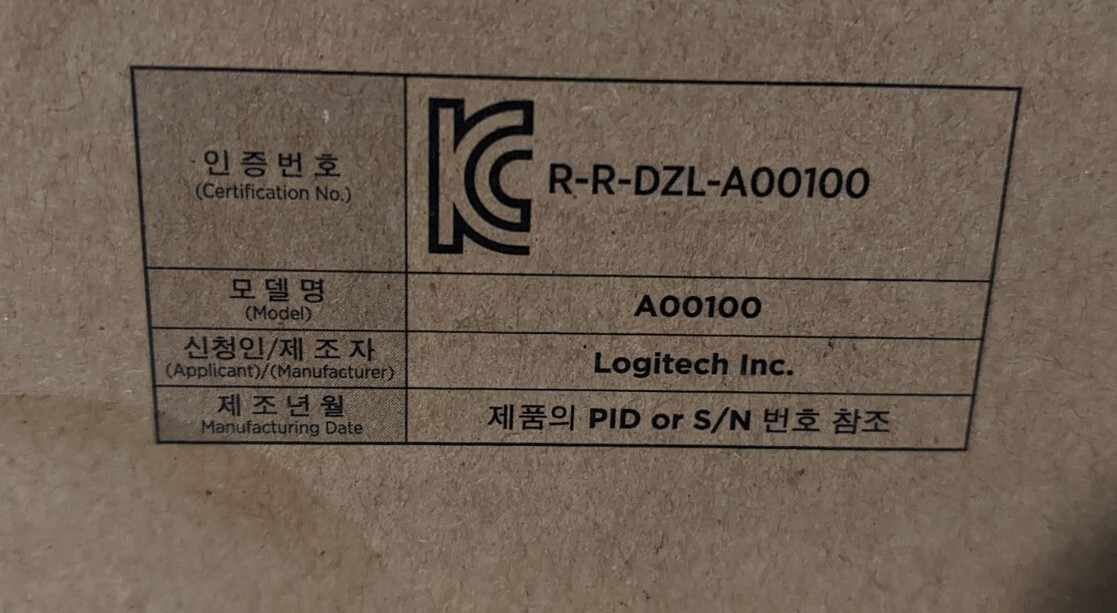 인증번호
(Certification No.)
KC R-R-DZL-A00100
모델명
(Model)
A00100
신청인/제조자
(Applicant)/(Manufacturer)
Logitech Inc.
제조년월
Manufacturing Date
제품의 PID or S/N 번호 참조